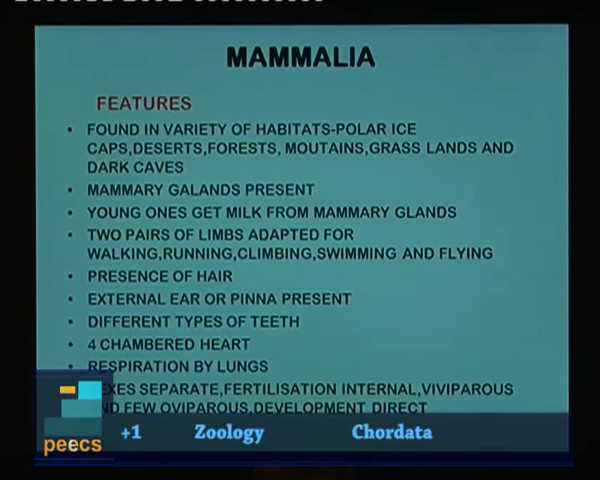 MAMMALIA
FEATURES
• FOUND IN VARIETY OF HABITATS-POLAR ICE
CAPS,DESERTS,FORESTS, MOUTAINS,GRASS LANDS AND
DARK CAVES
• MAMMARY GALANDS PRESENT
• YOUNG ONES GET MILK FROM MAMMARY GLANDS
• TWO PAIRS OF LIMBS ADAPTED FOR
WALKING,RUNNING,CLIMBING,SWIMMING AND FLYING
• PRESENCE OF HAIR
• EXTERNAL EAR OR PINNA PRESENT
• DIFFERENT TYPES OF TEETH
• 4 CHAMBERED HEART
• RESPIRATION BY LUNGS
EXES SEPARATE,FERTILISATION INTERNAL,VIVIPAROUS
ND FEW OVIPAROUS,DEVELOPMENT DIRECT
peecs
+1 Zoology Chordata